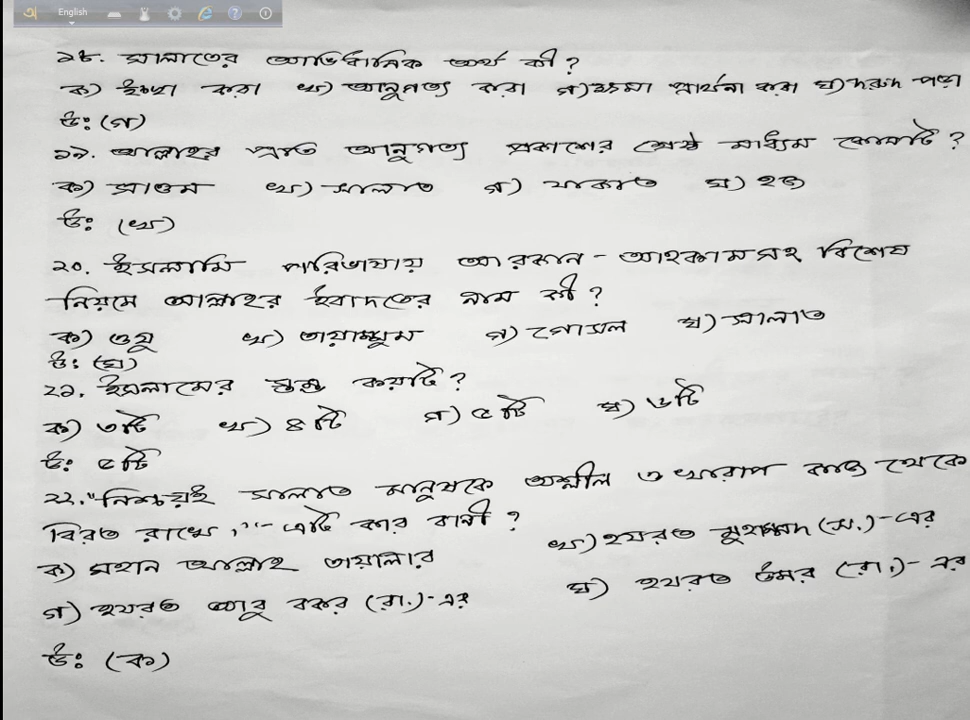 English
১৮. সালাতের আভিধানিক অর্থ কী?
ক) ইচ্ছা করা খ) আনুগত্য করা গ) ক্ষমা প্রার্থনা করা ঘ) দরুদ পড়া
উঃ (গ)
১৯. আল্লাহর প্রতি আনুগত্য প্রকাশের শ্রেষ্ঠ মাধ্যম কোনটি?
ক) সাওম খ) সালাত গ) যাকাত ঘ) হজ
উঃ (খ)
২০. ইসলামি পরিভাষায় আরকান-আহকামসহ বিশেষ
নিয়মে আল্লাহর ইবাদতের নাম কী?
ক) ওযু খ) তায়াম্মুম গ) গোসল ঘ) সালাত
উঃ (ঘ)
২১. ইসলামের স্তম্ভ কয়টি?
ক) ৩টি খ) ৪টি গ) ৫টি ঘ) ৬টি
উঃ ৫টি
২২. "নিশ্চয়ই সালাত মানুষকে অশ্লীল ও খারাপ কাজ থেকে
বিরত রাখে,"- এটি কার বানী?
ক) মহান আল্লাহ তায়ালার খ) হযরত মুহাম্মদ (স.)-এর
গ) হযরত আবু বকর (রা.)-এর ঘ) হযরত উমর (রা.)-এর
উঃ (ক)